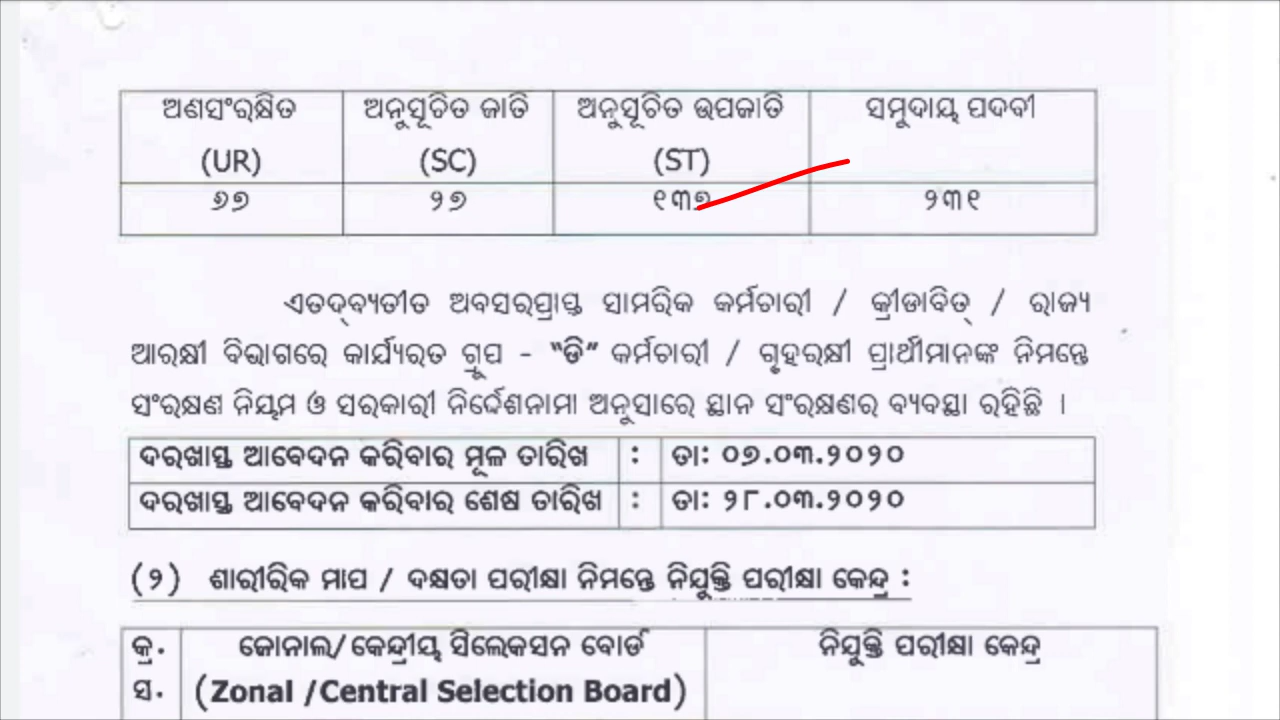 ଅଣସଂରକ୍ଷିତ ଅନୁସୂଚିତ ଜାତି ଅନୁସୂଚିତ ଉପଜାତି ସମୁଦାୟ ପଦବୀ
(UR) (SC) (ST)
୬୭ ୨୭ ୧୩୭ ୨୩୧
ଏତଦ୍‌ବ୍ୟତୀତ ଅବସରପ୍ରାପ୍ତ ସାମରିକ କର୍ମଚାରୀ / କ୍ରୀଡାବିତ୍ / ରାଜ୍ୟ
ଆରକ୍ଷୀ ବିଭାଗରେ କାର୍ଯ୍ୟରତ ଗ୍ରୁପ - “ଡି” କର୍ମଚାରୀ / ଗୃହରକ୍ଷୀ ପ୍ରାର୍ଥୀମାନଙ୍କ ନିମନ୍ତେ
ସଂରକ୍ଷଣ ନିୟମ ଓ ସରକାରୀ ନିର୍ଦ୍ଦେଶନାମା ଅନୁସାରେ ସ୍ଥାନ ସଂରକ୍ଷଣର ବ୍ୟବସ୍ଥା ରହିଛି ।
ଦରଖାସ୍ତ ଆବେଦନ କରିବାର ମୂଳ ତାରିଖ : ତା: ୦୭.୦୩.୨୦୨୦
ଦରଖାସ୍ତ ଆବେଦନ କରିବାର ଶେଷ ତାରିଖ : ତା: ୨୮.୦୩.୨୦୨୦
(୨) ଶାରୀରିକ ମାପ / ଦକ୍ଷତା ପରୀକ୍ଷା ନିମନ୍ତେ ନିଯୁକ୍ତି ପରୀକ୍ଷା କେନ୍ଦ୍ର :
କ୍ର. ଜୋନାଲ/ କେନ୍ଦ୍ରୀୟ ସିଲେକସନ ବୋର୍ଡ ନିଯୁକ୍ତି ପରୀକ୍ଷା କେନ୍ଦ୍ର
ସ. (Zonal /Central Selection Board)